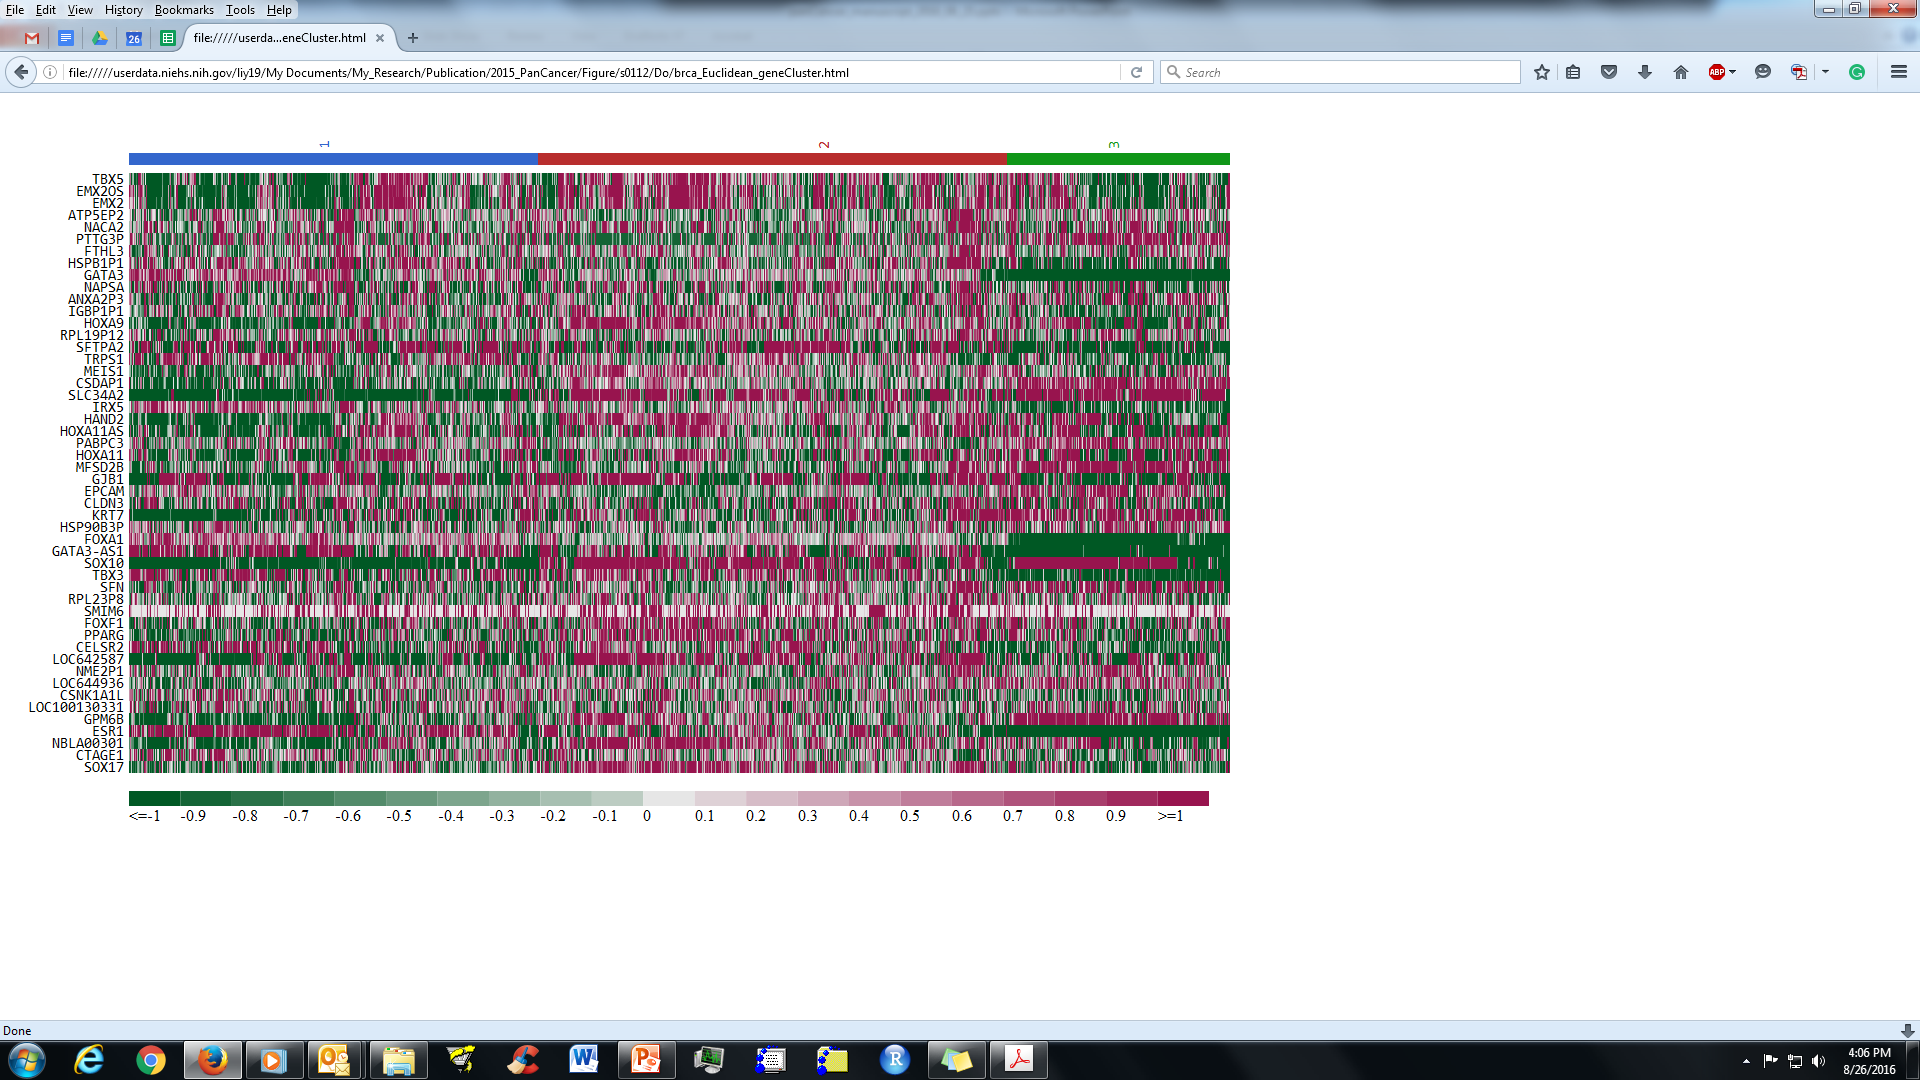 File Edit View History Bookmarks Tools Help
26 file://///userda...eneCluster.html
file://///userdata.niehs.nih.gov/liy19/My Documents/My_Research/Publication/2015_PanCancer/Figure/s0112/Do/brca_Euclidean_geneCluster.html Search ABP
1 2 3
TBX5
EMX2OS
EMX2
ATP5EP2
NACA2
PTTG3P
FTHL3
HSPB1P1
GATA3
NAPSA
ANXA2P3
IGBP1P1
HOXA9
RPL19P12
SFTPA2
TRPS1
MEIS1
CSDAP1
SLC34A2
IRX5
HAND2
HOXA11AS
PABPC3
HOXA11
MFSD2B
GJB1
EPCAM
CLDN3
KRT7
HSP90B3P
FOXA1
GATA3-AS1
SOX10
TBX3
SFN
RPL23P8
SMIM6
FOXF1
PPARG
CELSR2
LOC642587
NME2P1
LOC644936
CSNK1A1L
LOC100130331
GPM6B
ESR1
NBLA00301
CTAGE1
SOX17
<=-1 -0.9 -0.8 -0.7 -0.6 -0.5 -0.4 -0.3 -0.2 -0.1 0 0.1 0.2 0.3 0.4 0.5 0.6 0.7 0.8 0.9 >=1
Done
4:06 PM
8/26/2016